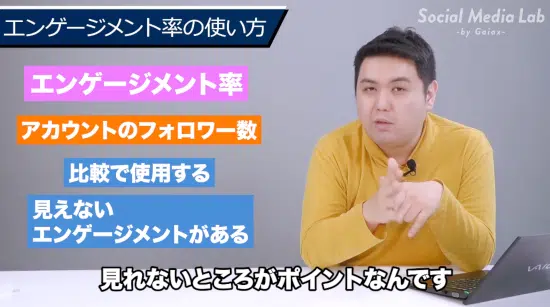 エンゲージメント率の使い方
Social Media Lab
-by Gaiax-
エンゲージメント率
アカウントのフォロワー数
比較で使用する
見えない
エンゲージメントがある
見れないところがポイントなんです